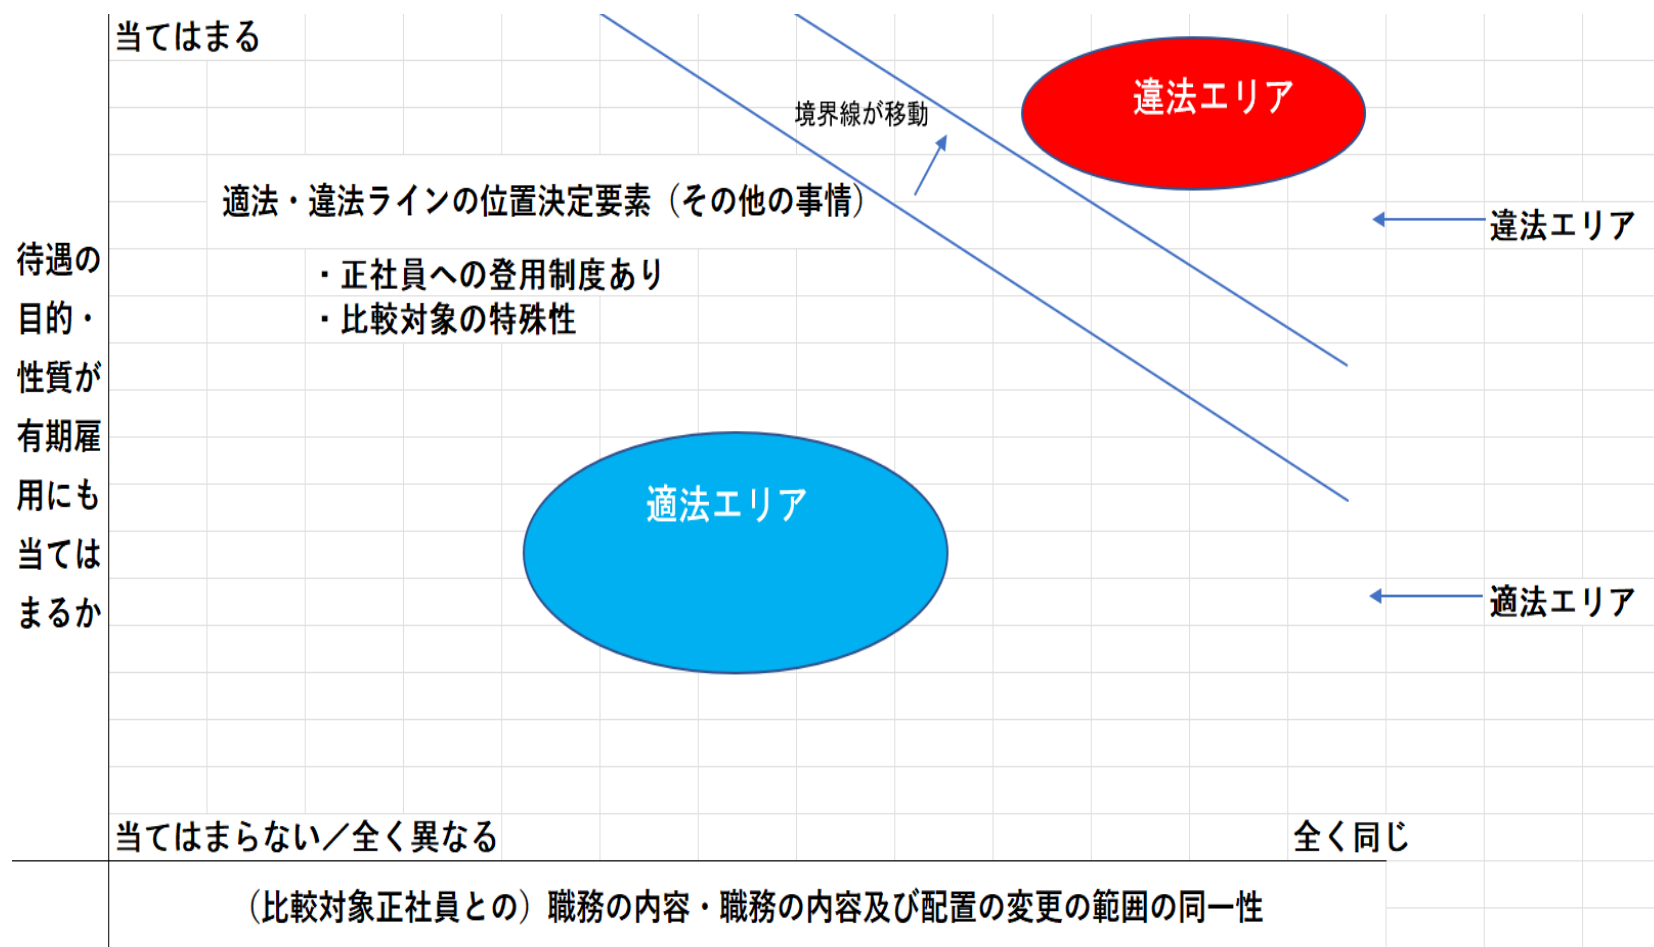 当てはまる
違法エリア
境界線が移動
適法・違法ラインの位置決定要素（その他の事情）
違法エリア
・正社員への登用制度あり
・比較対象の特殊性
待遇の
目的・
性質が
有期雇
用にも
当ては
まるか
適法エリア
適法エリア
当てはまらない／全く異なる
全く同じ
（比較対象正社員との）職務の内容・職務の内容及び配置の変更の範囲の同一性